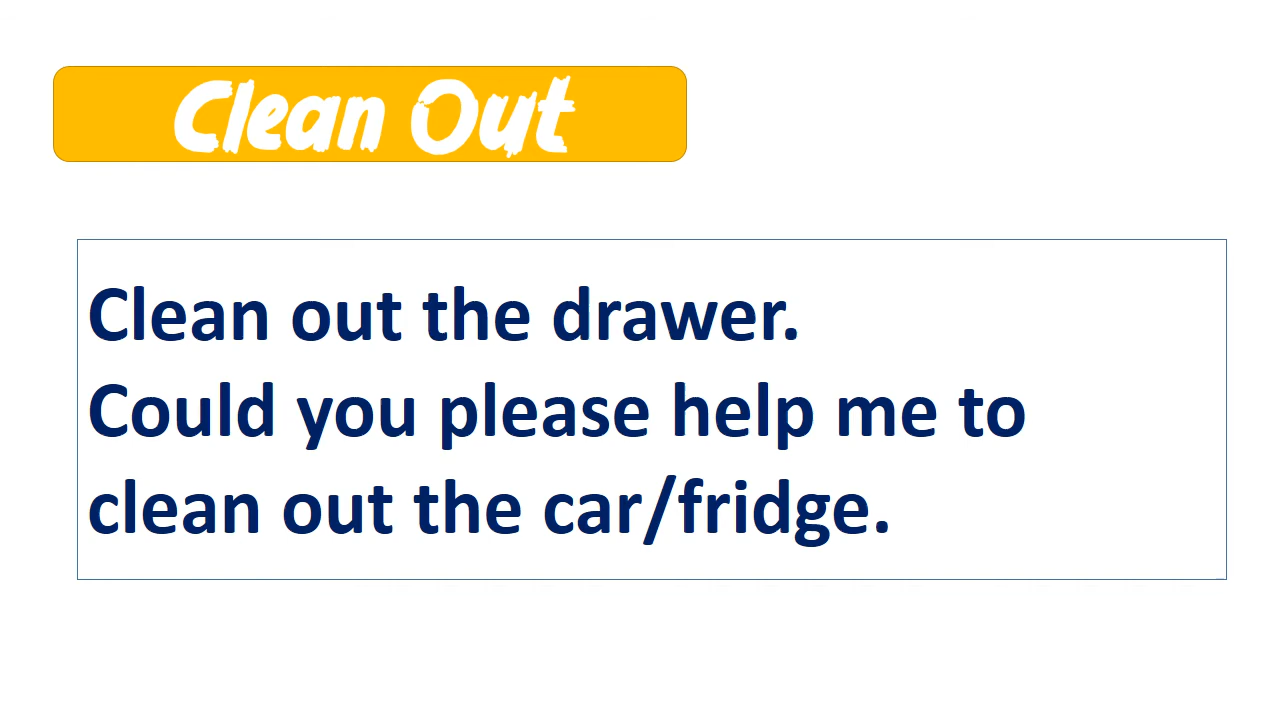 Clean Out
Clean out the drawer.
Could you please help me to
clean out the car/fridge.